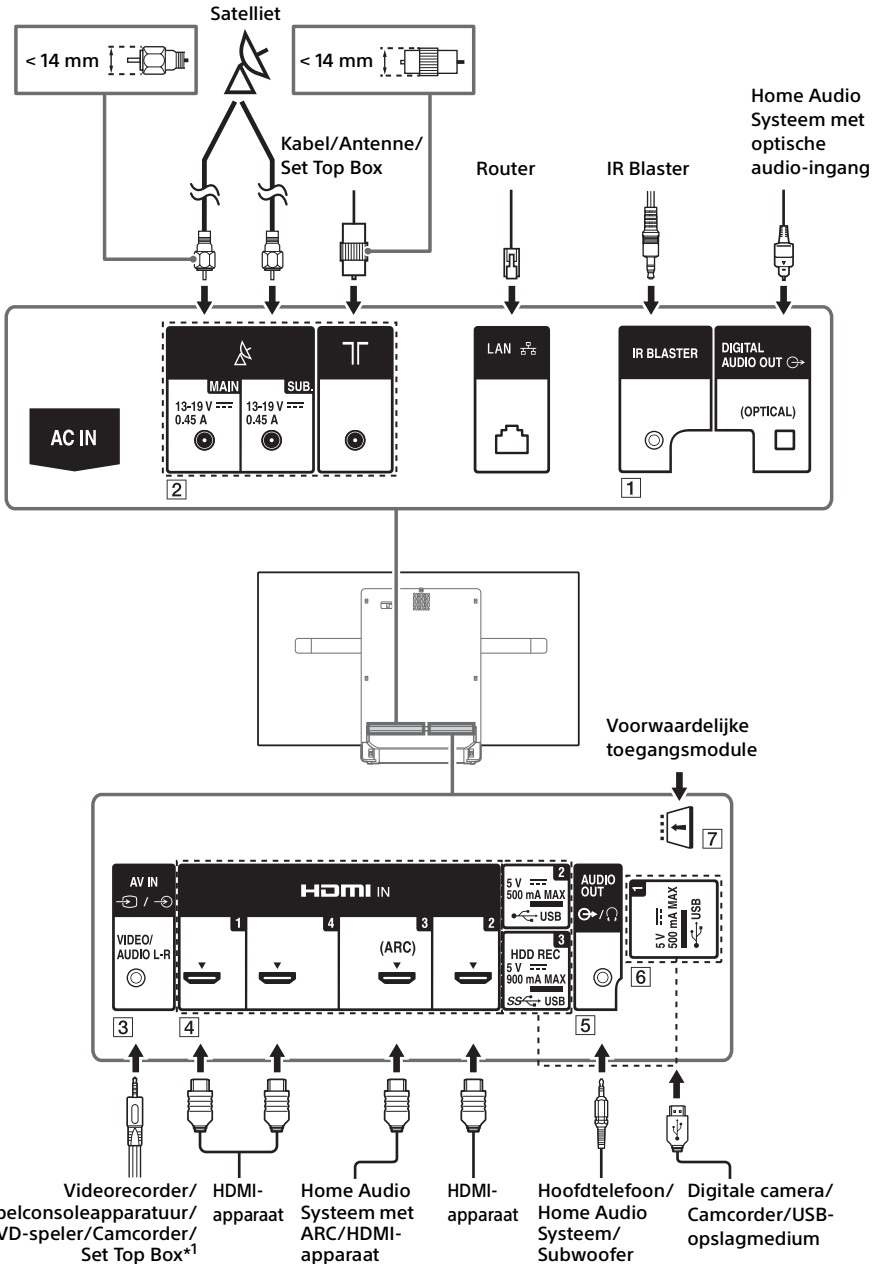 Satelliet
< 14 mm
< 14 mm
Kabel/Antenne/
Set Top Box
Router
IR Blaster
Home Audio
Systeem met
optische
audio-ingang
AC IN
MAIN
13-19 V
0.45 A
SUB.
13-19 V
0.45 A
2
LAN
IR BLASTER
1
DIGITAL
AUDIO OUT
(OPTICAL)
Voorwaardelijke
toegangsmodule
7
AV IN
/
VIDEO/
AUDIO L-R
3
HDMI IN
1
4
3
(ARC)
2
4
2
5 V
500 mA MAX
USB
3
HDD REC
5 V
900 mA MAX
SS USB
AUDIO
OUT
/
5
1
5 V
500 mA MAX
USB
6
Videorecorder/
belconsoleapparatuur/
VD-speler/Camcorder/
Set Top Box*1
HDMI-
apparaat
Home Audio
Systeem met
ARC/HDMI-
apparaat
HDMI-
apparaat
Hoofdtelefoon/
Home Audio
Systeem/
Subwoofer
Digitale camera/
Camcorder/USB-
opslagmedium